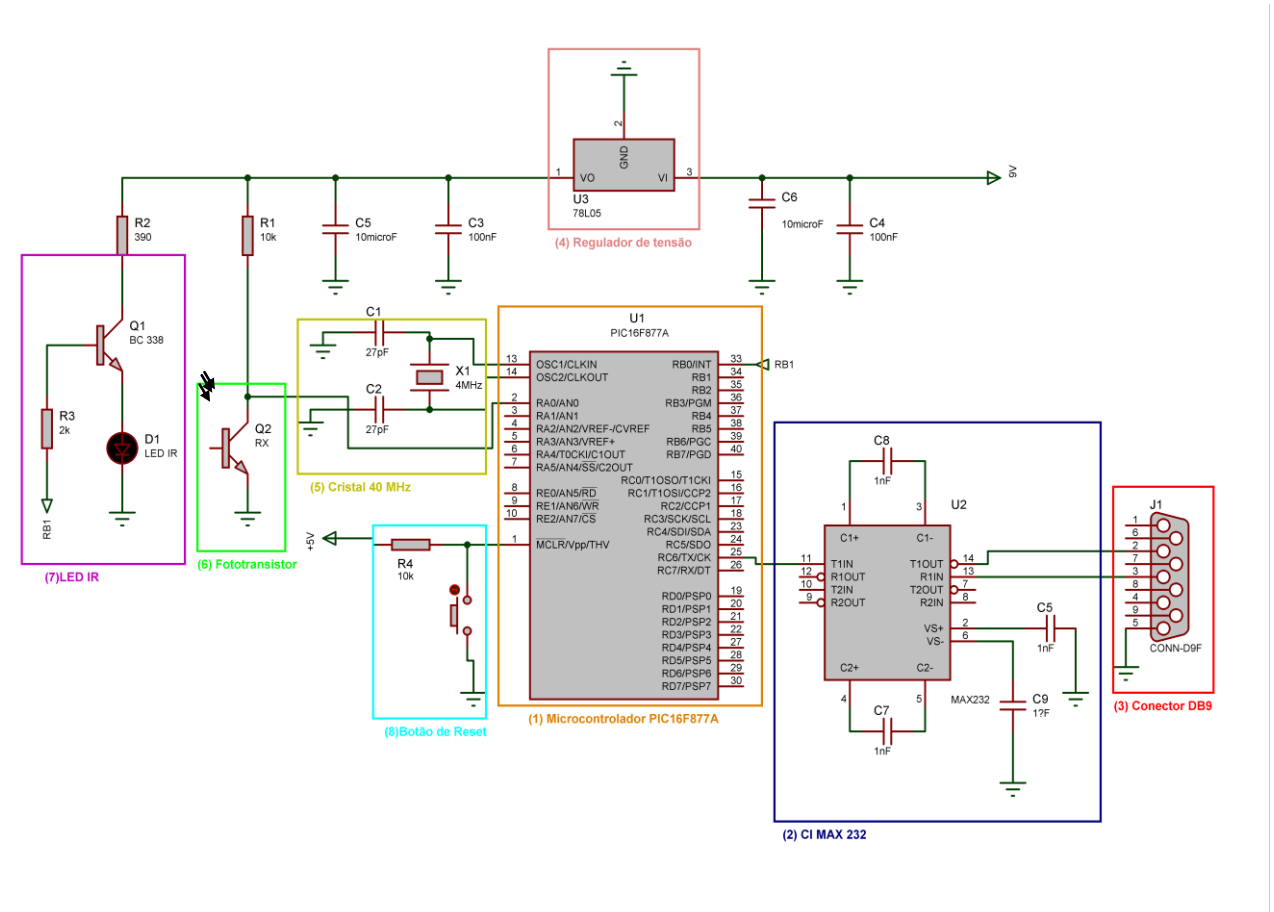 2
GND
1
VO
VI
3
U3
78L05
9V
(4) Regulador de tensão
R2
390
R1
10k
C5
10microF
C3
100nF
C6
10microF
C4
100nF
Q1
BC 338
R3
2k
D1
LED IR
RB1
(7)LED IR
Q2
RX
(6) Fototransistor
C1
27pF
X1
4MHz
C2
27pF
(5) Cristal 40 MHz
+5V
R4
10k
(8)Botão de Reset
U1
PIC16F877A
13 OSC1/CLKIN
14 OSC2/CLKOUT
2 RA0/AN0
3 RA1/AN1
4 RA2/AN2/VREF-/CVREF
5 RA3/AN3/VREF+
6 RA4/T0CKI/C1OUT
7 RA5/AN4/SS/C2OUT
8 RE0/AN5/RD
9 RE1/AN6/WR
10 RE2/AN7/CS
1 MCLR/Vpp/THV
RB0/INT 33
RB1
RB1 34
RB2 35
RB3/PGM 36
RB4 37
RB5 38
RB6/PGC 39
RB7/PGD 40
RC0/T1OSO/T1CKI 15
RC1/T1OSI/CCP2 16
RC2/CCP1 17
RC3/SCK/SCL 18
RC4/SDI/SDA 23
RC5/SDO 24
RC6/TX/CK 25
RC7/RX/DT 26
RD0/PSP0 19
RD1/PSP1 20
RD2/PSP2 21
RD3/PSP3 22
RD4/PSP4 27
RD5/PSP5 28
RD6/PSP6 29
RD7/PSP7 30
(1) Microcontrolador PIC16F877A
C8
1nF
1
3
U2
C1+
C1-
11 T1IN
T1OUT 14
12 R1OUT
R1IN 13
10 T2IN
T2OUT 7
9 R2OUT
R2IN 8
VS+ 2
VS- 6
C2+
C2-
4
5
MAX232
C7
1nF
C5
1nF
C9
1?F
(2) CI MAX 232
J1
1
6
2
7
3
8
4
9
5
CONN-D9F
(3) Conector DB9